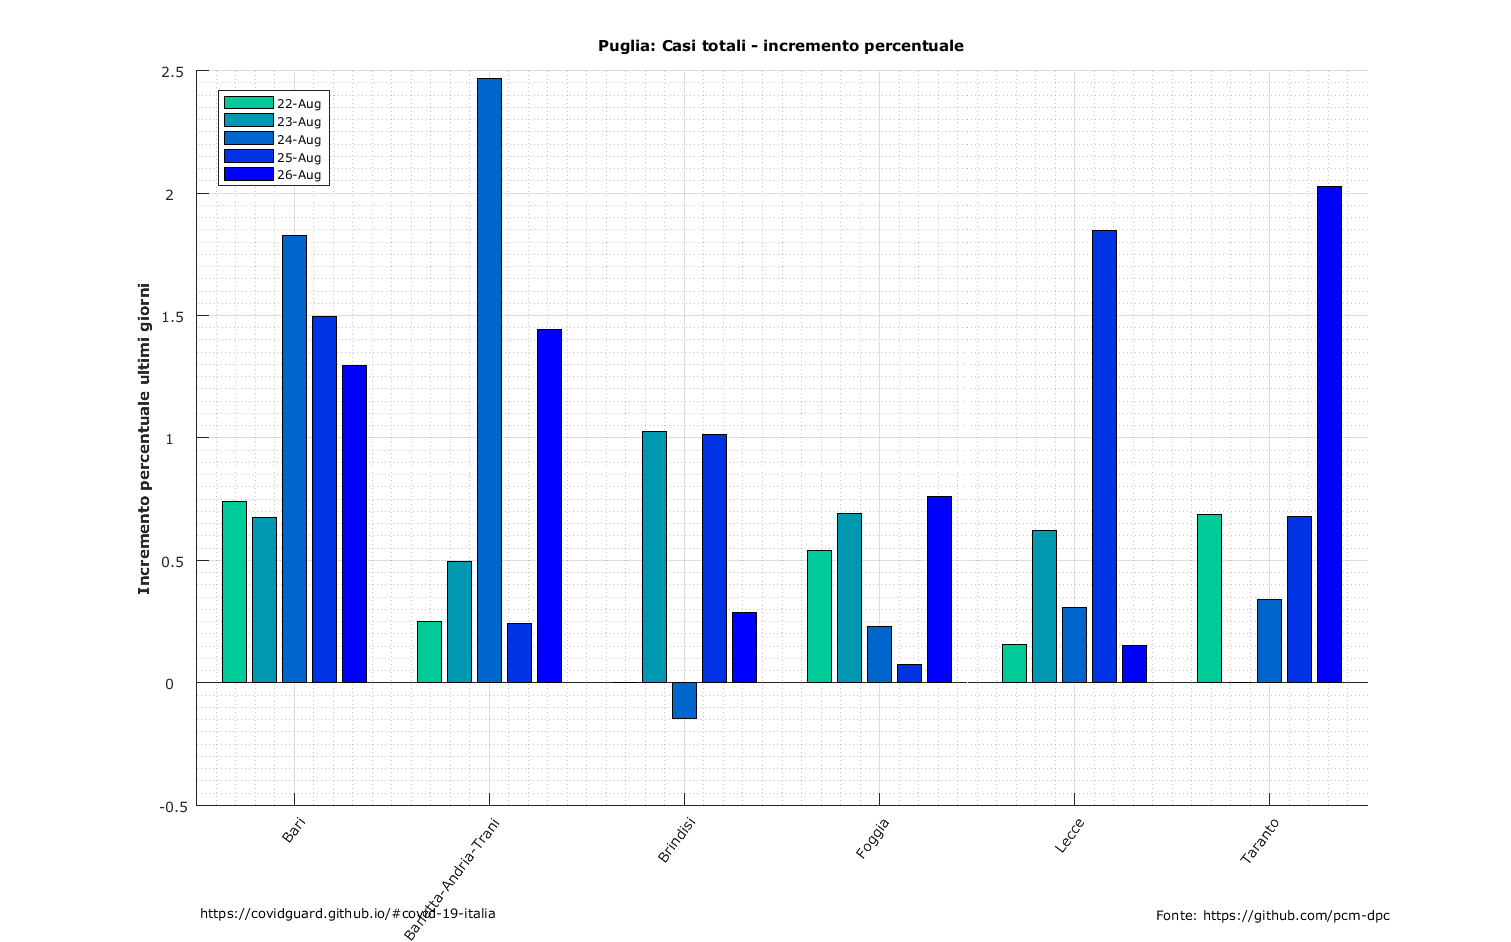 Puglia: Casi totali - incremento percentuale
Incremento percentuale ultimi giorni
2.5
2
1.5
1
0.5
0
-0.5
22-Aug
23-Aug
24-Aug
25-Aug
26-Aug
Bari
Barletta-Andria-Trani
Brindisi
Foggia
Lecce
Taranto
https://covidguard.github.io/#covid-19-italia
Fonte: https://github.com/pcm-dpc